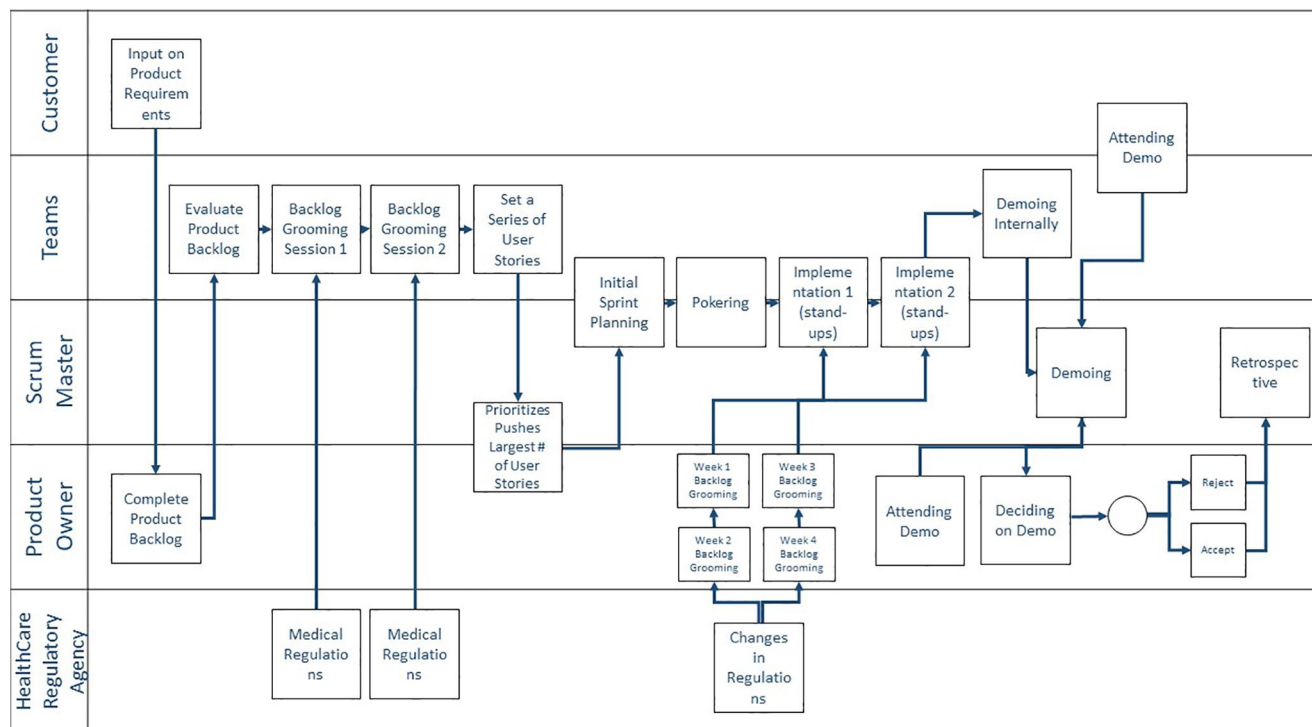 Customer
Input on
Product
Requirem
ents
Attending
Demo
Teams
Evaluate
Product
Backlog
Backlog
Grooming
Session 1
Backlog
Grooming
Session 2
Set a
Series of
User
Stories
Initial
Sprint
Planning
Pokering
Impleme
ntation 1
(stand-
ups)
Impleme
ntation 2
(stand-
ups)
Demoing
Internally
Scrum
Master
Prioritizes
Pushes
Largest #
of User
Stories
Demoing
Retrospec
tive
Product
Owner
Complete
Product
Backlog
Week 1
Backlog
Grooming
Week 3
Backlog
Grooming
Week 2
Backlog
Grooming
Week 4
Backlog
Grooming
Attending
Demo
Deciding
on Demo
Reject
Accept
HealthCare
Regulatory
Agency
Medical
Regulatio
ns
Medical
Regulatio
ns
Changes
in
Regulatio
ns